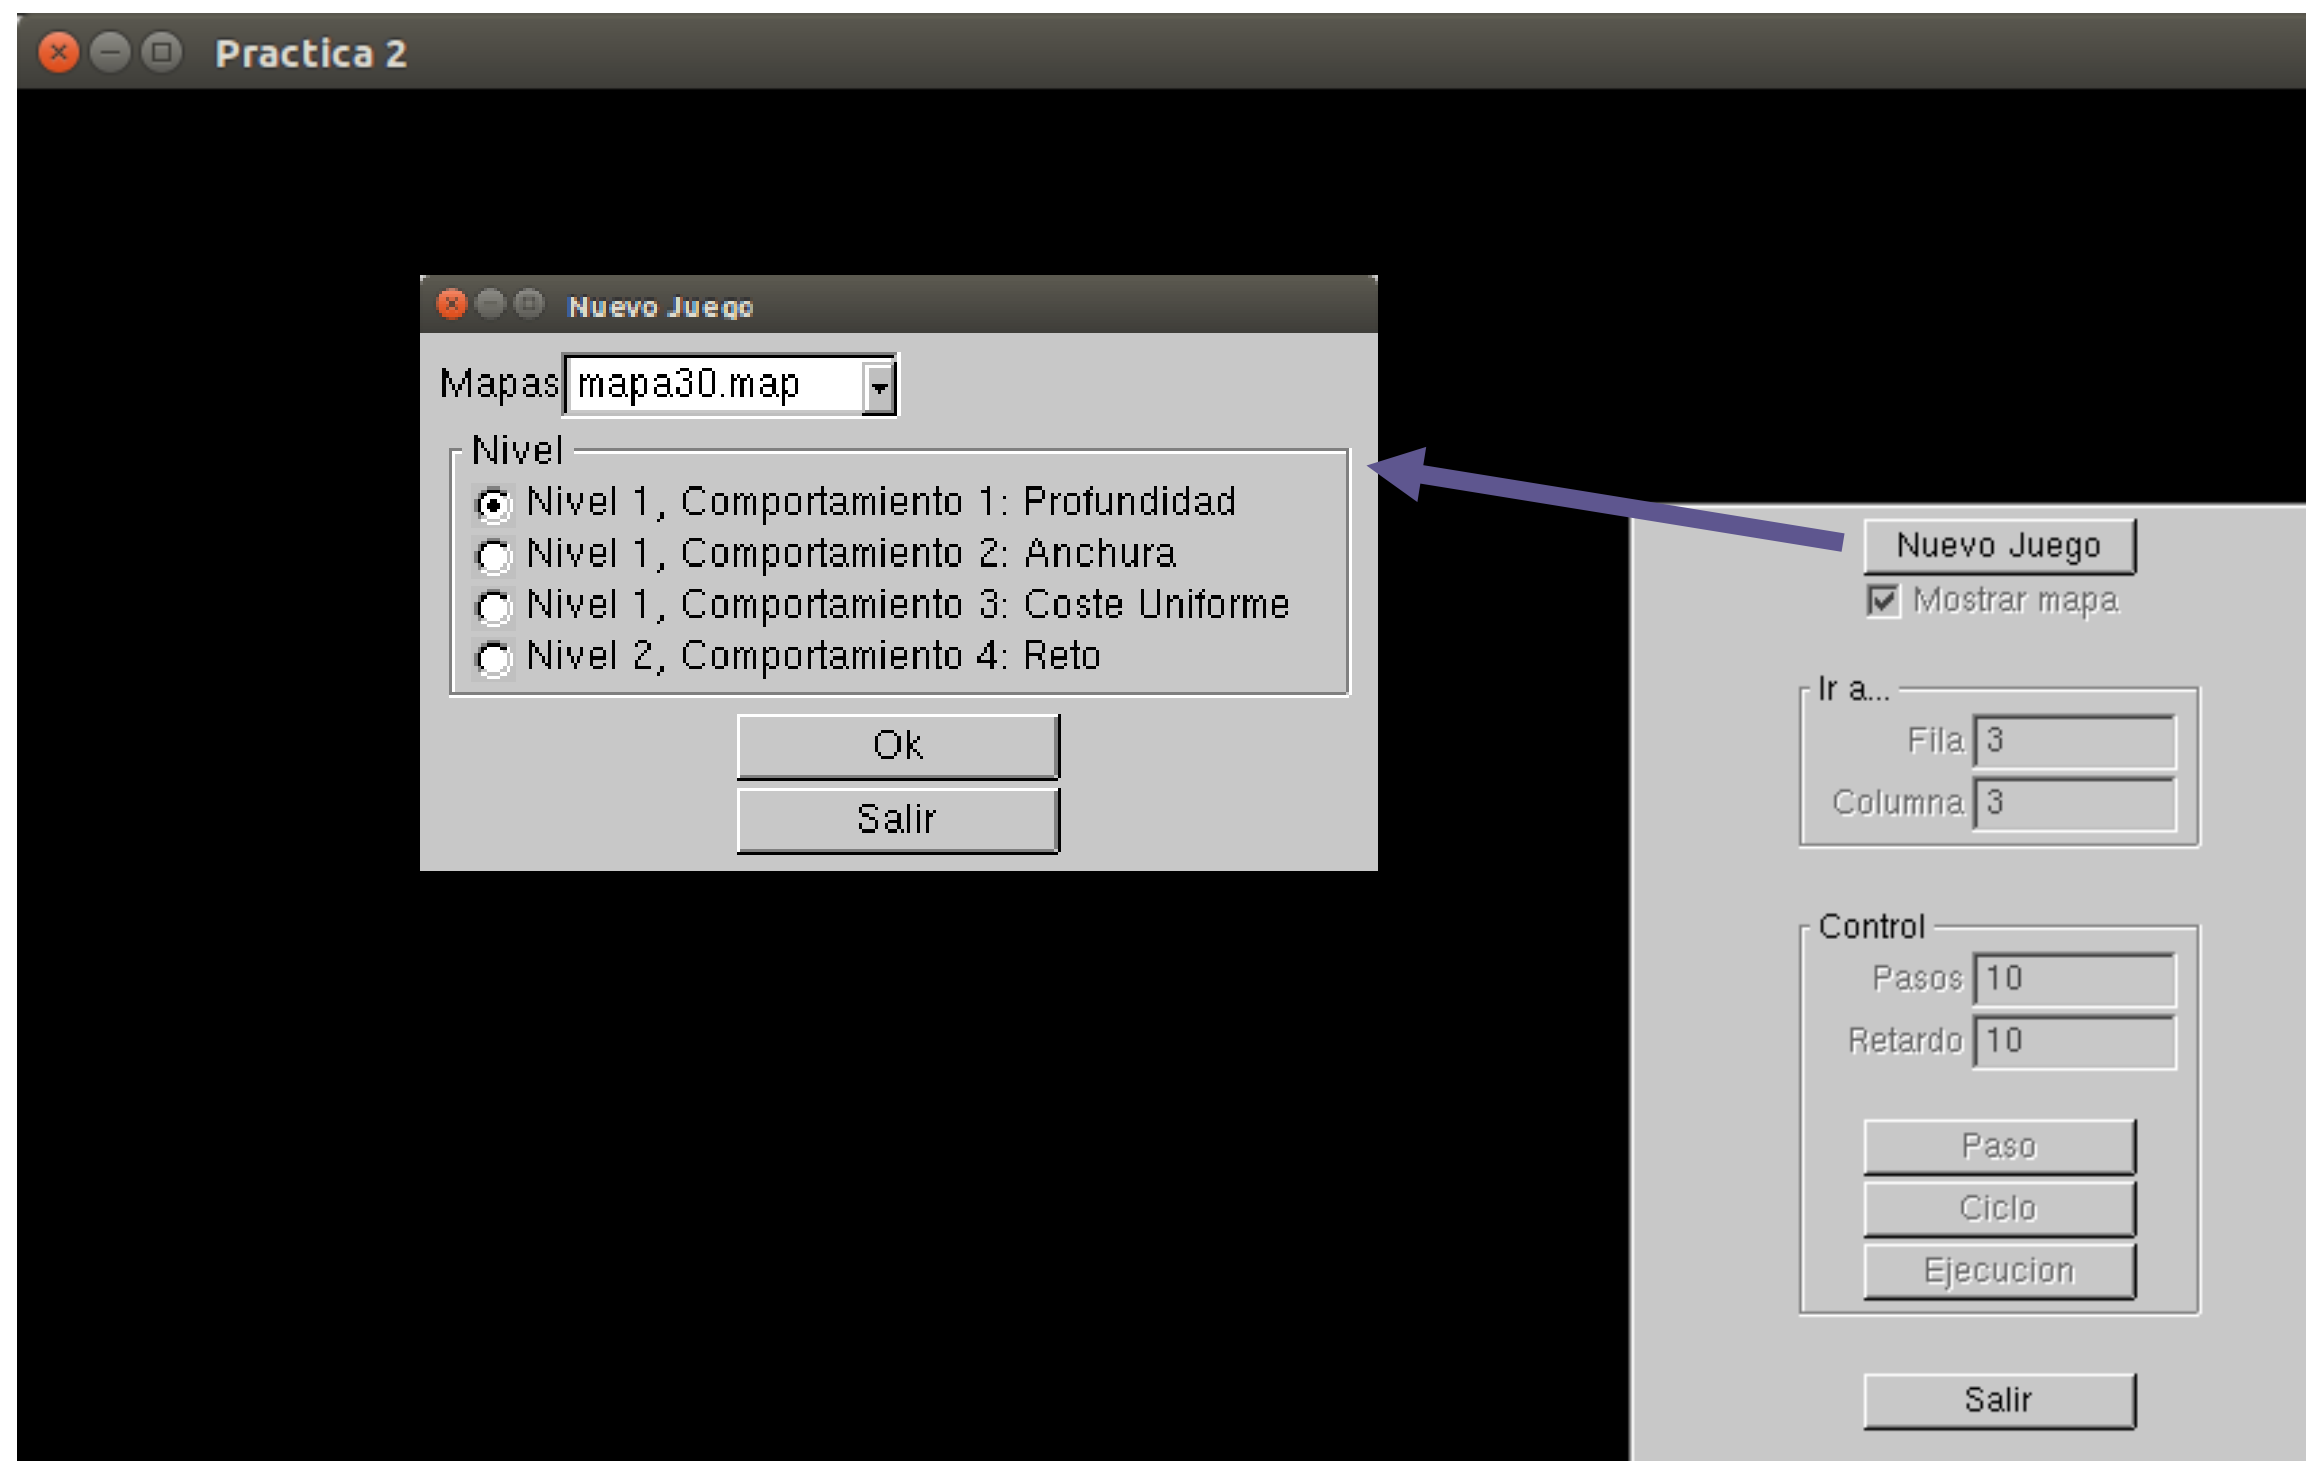 Practica 2
Nuevo Juego
Mapas mapa30.map
Nivel
Nivel 1, Comportamiento 1: Profundidad
Nivel 1, Comportamiento 2: Anchura
Nivel 1, Comportamiento 3: Coste Uniforme
Nivel 2, Comportamiento 4: Reto
Ok
Salir
Nuevo Juego
Mostrar mapa
Ir a...
Fila 3
Columna 3
Control
Pasos 10
Retardo 10
Paso
Ciclo
Ejecucion
Salir